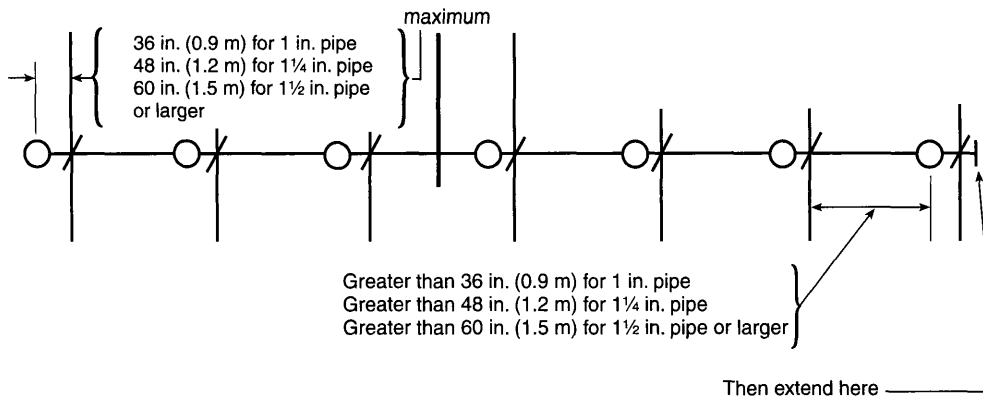 maximum
36 in. (0.9 m) for 1 in. pipe
48 in. (1.2 m) for 1¼ in. pipe
60 in. (1.5 m) for 1½ in. pipe
or larger
Greater than 36 in. (0.9 m) for 1 in. pipe
Greater than 48 in. (1.2 m) for 1¼ in. pipe
Greater than 60 in. (1.5 m) for 1½ in. pipe or larger
Then extend here